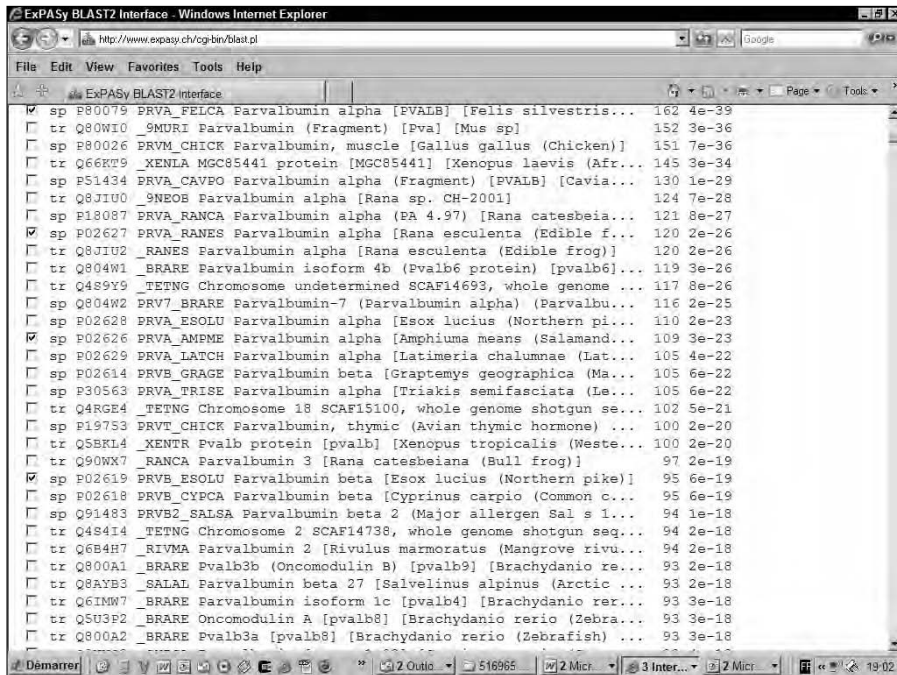 ExPASy BLAST2 Interface - Windows Internet Explorer
http://www.expasy.ch/cgi-bin/blast.pl
Google
File Edit View Favorites Tools Help
ExPASy BLAST2 Interface
Page Tools
sp P80079 PRVA_FELCA Parvalbumin alpha [PVALB] [Felis silvestris... 162 4e-39
tr Q80WI0 _9MURI Parvalbumin (Fragment) [Pva] [Mus sp] 152 3e-36
sp P80026 PRVM_CHICK Parvalbumin, muscle [Gallus gallus (Chicken)] 151 7e-36
tr Q66KT9 _XENLA MGC85441 protein [MGC85441] [Xenopus laevis (Afr... 145 3e-34
sp P51434 PRVA_CAVPO Parvalbumin alpha (Fragment) [PVALB] [Cavia... 130 1e-29
tr Q8JIU0 _9NEOB Parvalbumin alpha [Rana sp. CH-2001] 124 7e-28
sp P18087 PRVA_RANCA Parvalbumin alpha (PA 4.97) [Rana catesbeia... 121 8e-27
sp P02627 PRVA_RANES Parvalbumin alpha [Rana esculenta (Edible f... 120 2e-26
tr Q8JIU2 _RANES Parvalbumin alpha [Rana esculenta (Edible frog)] 120 2e-26
tr Q804W1 _BRARE Parvalbumin isoform 4b (Pvalb6 protein) [pvalb6]... 119 3e-26
tr Q4S9Y9 _TETNG Chromosome undetermined SCAF14693, whole genome ... 117 8e-26
sp Q804W2 PRV7_BRARE Parvalbumin-7 (Parvalbumin alpha) (Parvalbu... 116 2e-25
sp P02628 PRVA_ESOLU Parvalbumin alpha [Esox lucius (Northern pi... 110 2e-23
sp P02626 PRVA_AMPME Parvalbumin alpha [Amphiuma means (Salamand... 109 3e-23
sp P02629 PRVA_LATCH Parvalbumin alpha [Latimeria chalumnae (Lat... 105 4e-22
sp P02614 PRVB_GRAGE Parvalbumin beta [Graptemys geographica (Ma... 105 6e-22
sp P30563 PRVA_TRISE Parvalbumin alpha [Triakis semifasciata (Le... 105 6e-22
tr Q4RGE4 _TETNG Chromosome 18 SCAF15100, whole genome shotgun se... 102 5e-21
sp P19753 PRVT_CHICK Parvalbumin, thymic (Avian thymic hormone) ... 100 2e-20
tr Q5BKL4 _XENTR Pvalb protein [pvalb] [Xenopus tropicalis (Weste... 100 2e-20
tr Q90WX7 _RANCA Parvalbumin 3 [Rana catesbeiana (Bull frog)] 97 2e-19
sp P02619 PRVB_ESOLU Parvalbumin beta [Esox lucius (Northern pike)] 95 6e-19
sp P02618 PRVB_CYPCA Parvalbumin beta [Cyprinus carpio (Common c... 95 6e-19
sp Q91483 PRVB2_SALSA Parvalbumin beta 2 (Major allergen Sal s 1... 94 1e-18
tr Q4S4I4 _TETNG Chromosome 2 SCAF14738, whole genome shotgun seq... 94 2e-18
tr Q6B4H7 _RIVMA Parvalbumin 2 [Rivulus marmoratus (Mangrove rivu... 94 2e-18
tr Q800A1 _BRARE Pvalb3b (Oncomodulin B) [pvalb9] [Brachydanio re... 93 2e-18
tr Q8AYB3 _SALAL Parvalbumin beta 27 [Salvelinus alpinus (Arctic ... 93 2e-18
tr Q6IMW7 _BRARE Parvalbumin isoform 1c [pvalb4] [Brachydanio rer... 93 3e-18
tr Q5U3P2 _BRARE Oncomodulin A [pvalb8] [Brachydanio rerio (Zebra... 93 3e-18
tr Q800A2 _BRARE Pvalb3a [pvalb8] [Brachydanio rerio (Zebrafish) ... 93 3e-18
Démarrer 2 Outlo 516965 2 Micr 3 Inter... 2 Micr FR 19:02